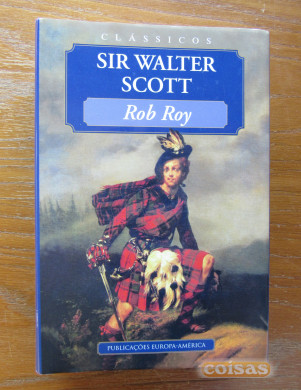 CLÁSSICOS
SIR WALTER
SCOTT
Rob Roy
PUBLICAÇÕES EUROPA-AMÉRICA
coisas